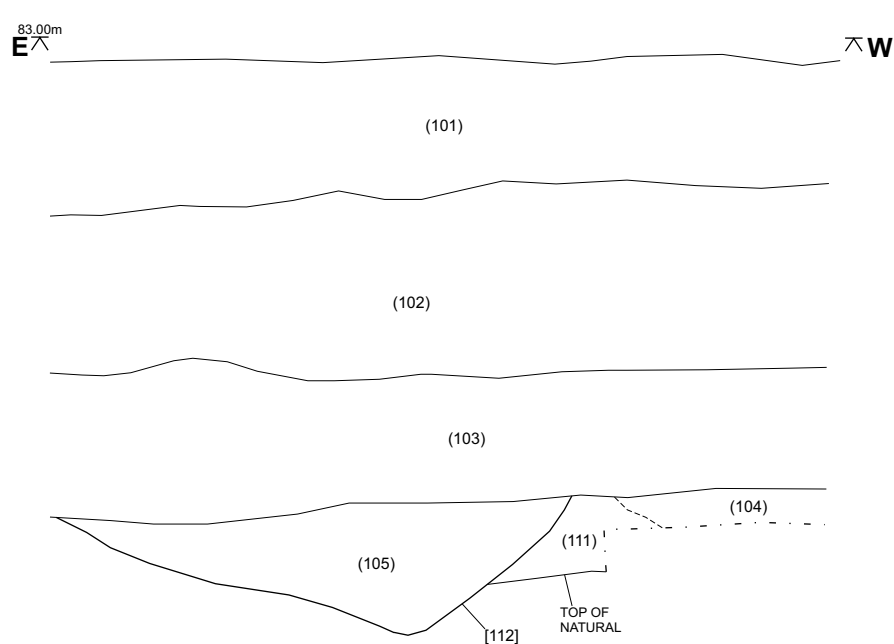 83.00m
E W
(101)
(102)
(103)
(104)
(111)
(105)
TOP OF
NATURAL
[112]